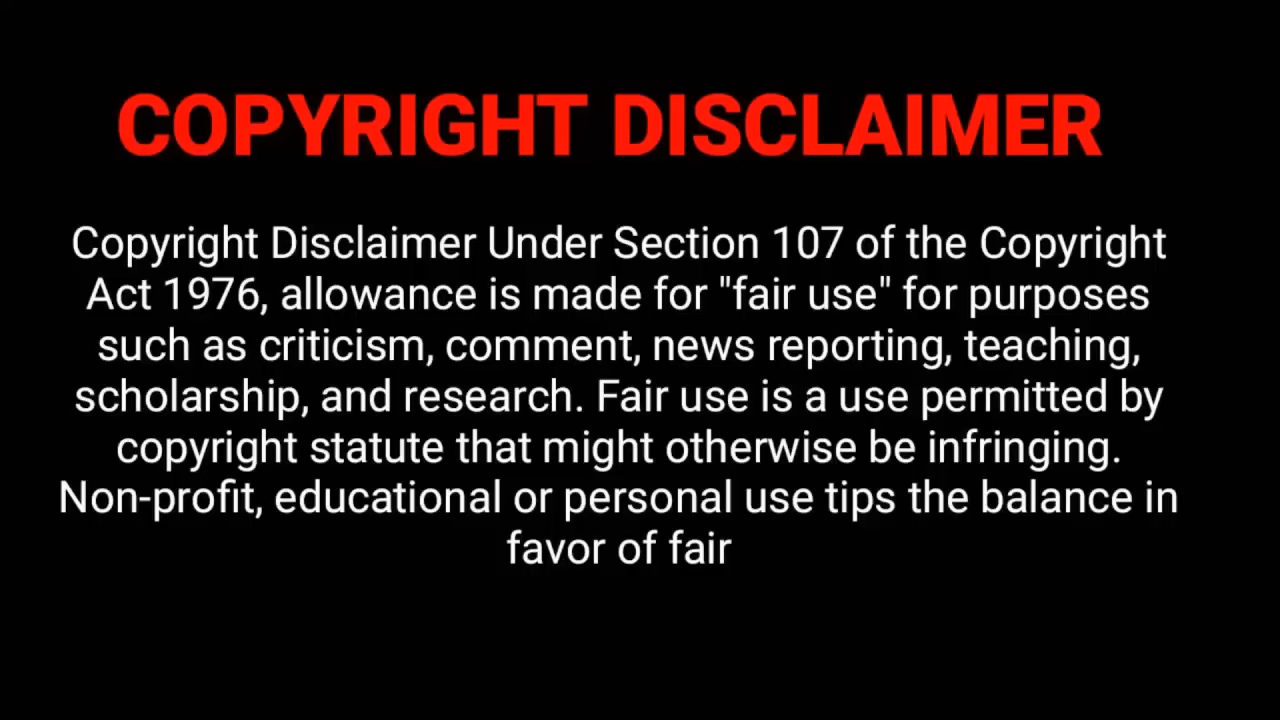 COPYRIGHT DISCLAIMER
Copyright Disclaimer Under Section 107 of the Copyright
Act 1976, allowance is made for "fair use" for purposes
such as criticism, comment, news reporting, teaching,
scholarship, and research. Fair use is a use permitted by
copyright statute that might otherwise be infringing.
Non-profit, educational or personal use tips the balance in
favor of fair